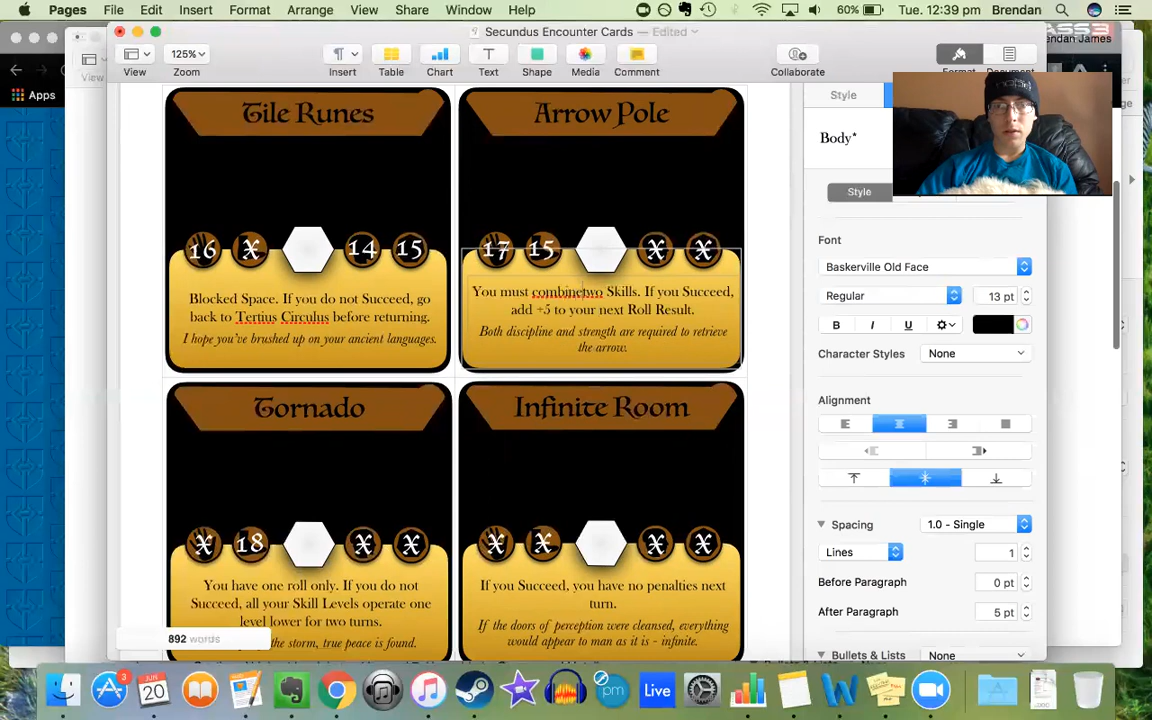 Pages File Edit Insert Format Arrange View Share Window Help 60% Tue. 12:39 pm Brendan
Secundus Encounter Cards — Edited
125%
View Zoom Insert Table Chart Text Shape Media Comment Collaborate Format Document
Brendan James
View
Apps
Style
Body*
Style
Font
Baskerville Old Face
Regular 13 pt
B I U
Character Styles None
Alignment
Spacing 1.0 - Single
Lines 1
Before Paragraph 0 pt
After Paragraph 5 pt
Bullets & Lists None
Tile Runes
16 X 14 15
Blocked Space. If you do not Succeed, go
back to Tertius Circulus before returning.
I hope you've brushed up on your ancient languages.
Arrow Pole
17 15 X X
You must combinetwo Skills. If you Succeed,
add +5 to your next Roll Result.
Both discipline and strength are required to retrieve
the arrow.
Tornado
X 18 X X
You have one roll only. If you do not
Succeed, all your Skill Levels operate one
level lower for two turns.
the storm, true peace is found.
Infinite Room
X X X X
If you Succeed, you have no penalties next
turn.
If the doors of perception were cleansed, everything
would appear to man as it is - infinite.
892 words
3
JUN
20
pm
Live